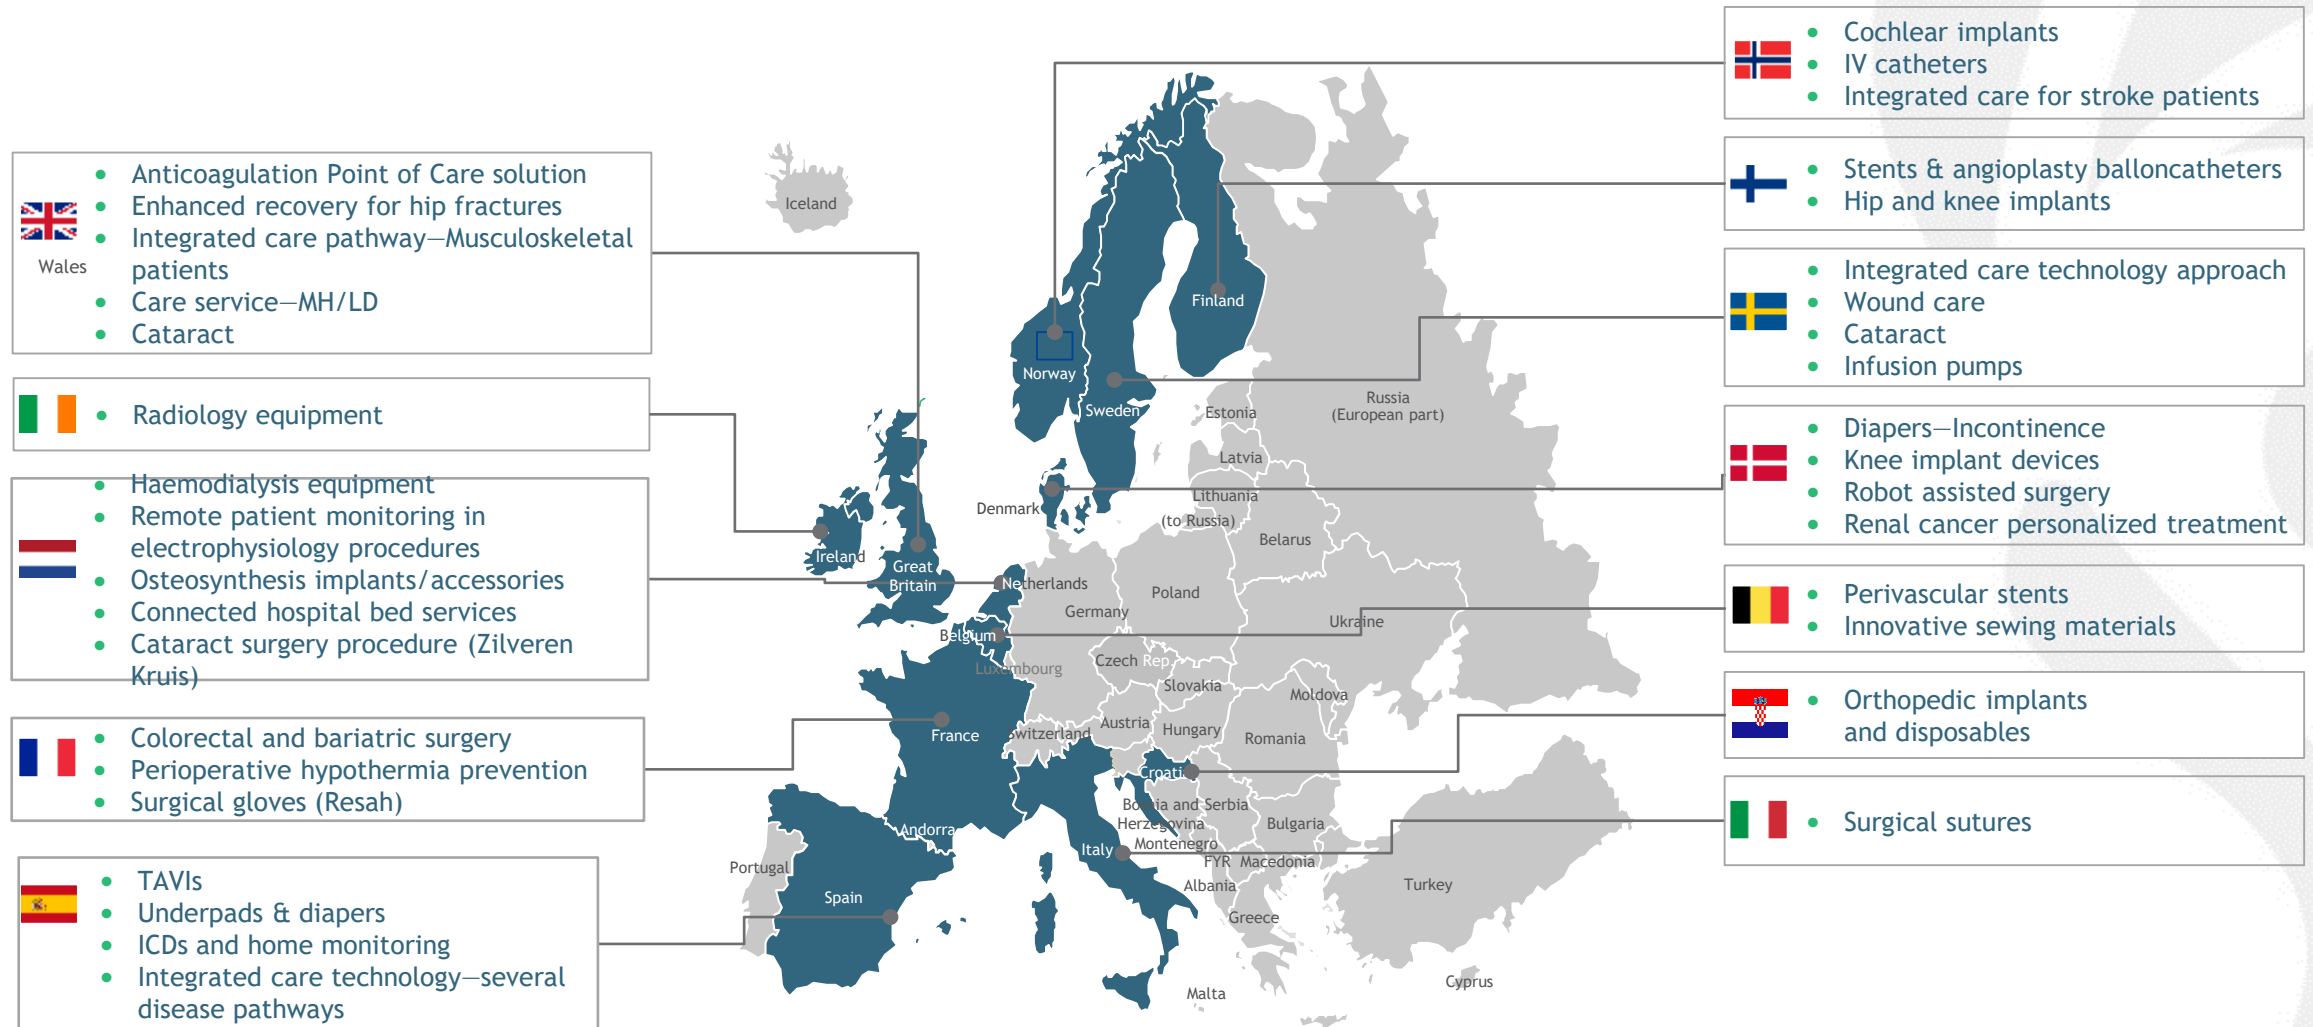 Anticoagulation Point of Care solution
Enhanced recovery for hip fractures
Integrated care pathway—Musculoskeletal
patients
Care service—MH/LD
Cataract
Wales
Radiology equipment
Haemodialysis equipment
Remote patient monitoring in
electrophysiology procedures
Osteosynthesis implants/accessories
Connected hospital bed services
Cataract surgery procedure (Zilveren
Kruis)
Colorectal and bariatric surgery
Perioperative hypothermia prevention
Surgical gloves (Resah)
TAVIs
Underpads & diapers
ICDs and home monitoring
Integrated care technology—several
disease pathways
Iceland
Finland
Norway
Sweden
Russia
(European part)
Estonia
Latvia
Lithuania
Denmark
(to Russia)
Belarus
Ireland
Great
Britain
Netherlands
Poland
Germany
Ukraine
Belgium
Luxembourg
Czech Rep.
Slovakia
Moldova
Austria
Hungary
Switzerland
France
Romania
Croatia
Bosnia and
Herzegovina
Serbia
Bulgaria
Andorra
Montenegro
Italy
FYR Macedonia
Portugal
Albania
Turkey
Spain
Greece
Cyprus
Malta
Cochlear implants
IV catheters
Integrated care for stroke patients
Stents & angioplasty balloncatheters
Hip and knee implants
Integrated care technology approach
Wound care
Cataract
Infusion pumps
Diapers—Incontinence
Knee implant devices
Robot assisted surgery
Renal cancer personalized treatment
Perivascular stents
Innovative sewing materials
Orthopedic implants
and disposables
Surgical sutures